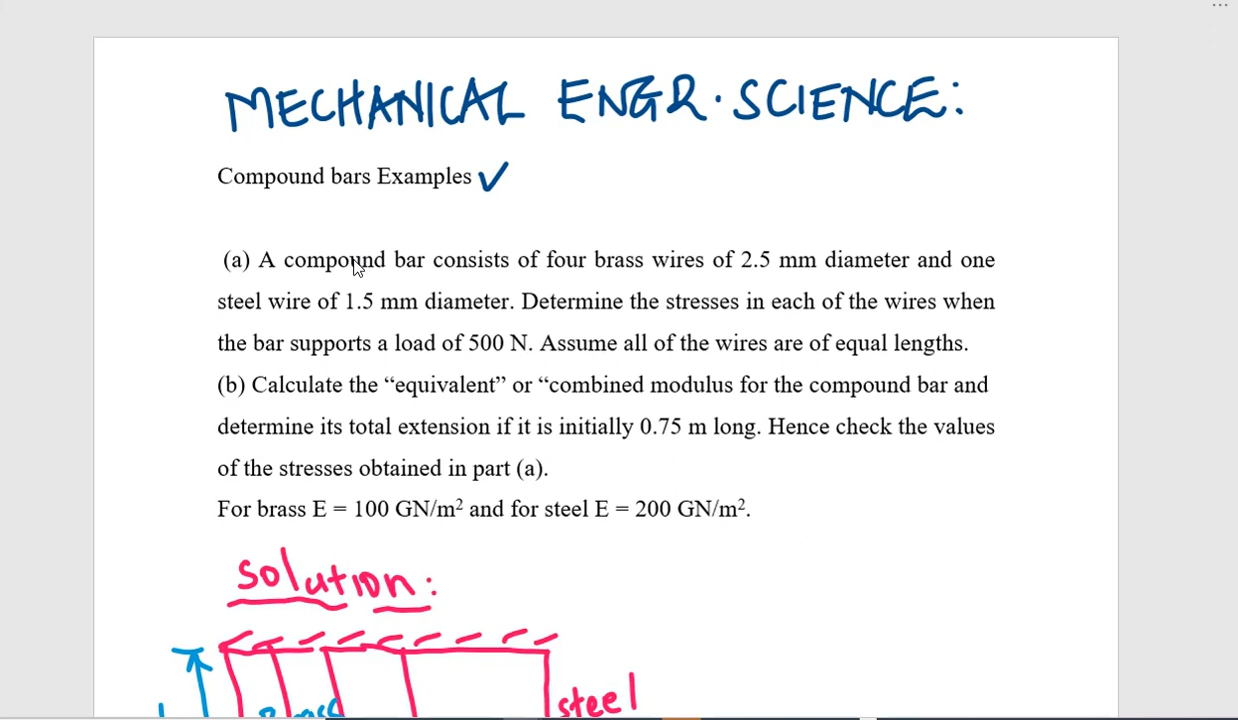 MECHANICAL ENGR. SCIENCE:
Compound bars Examples ✓
(a) A compound bar consists of four brass wires of 2.5 mm diameter and one
steel wire of 1.5 mm diameter. Determine the stresses in each of the wires when
the bar supports a load of 500 N. Assume all of the wires are of equal lengths.
(b) Calculate the “equivalent” or “combined modulus for the compound bar and
determine its total extension if it is initially 0.75 m long. Hence check the values
of the stresses obtained in part (a).
For brass E = 100 GN/m² and for steel E = 200 GN/m².
Solution:
steel